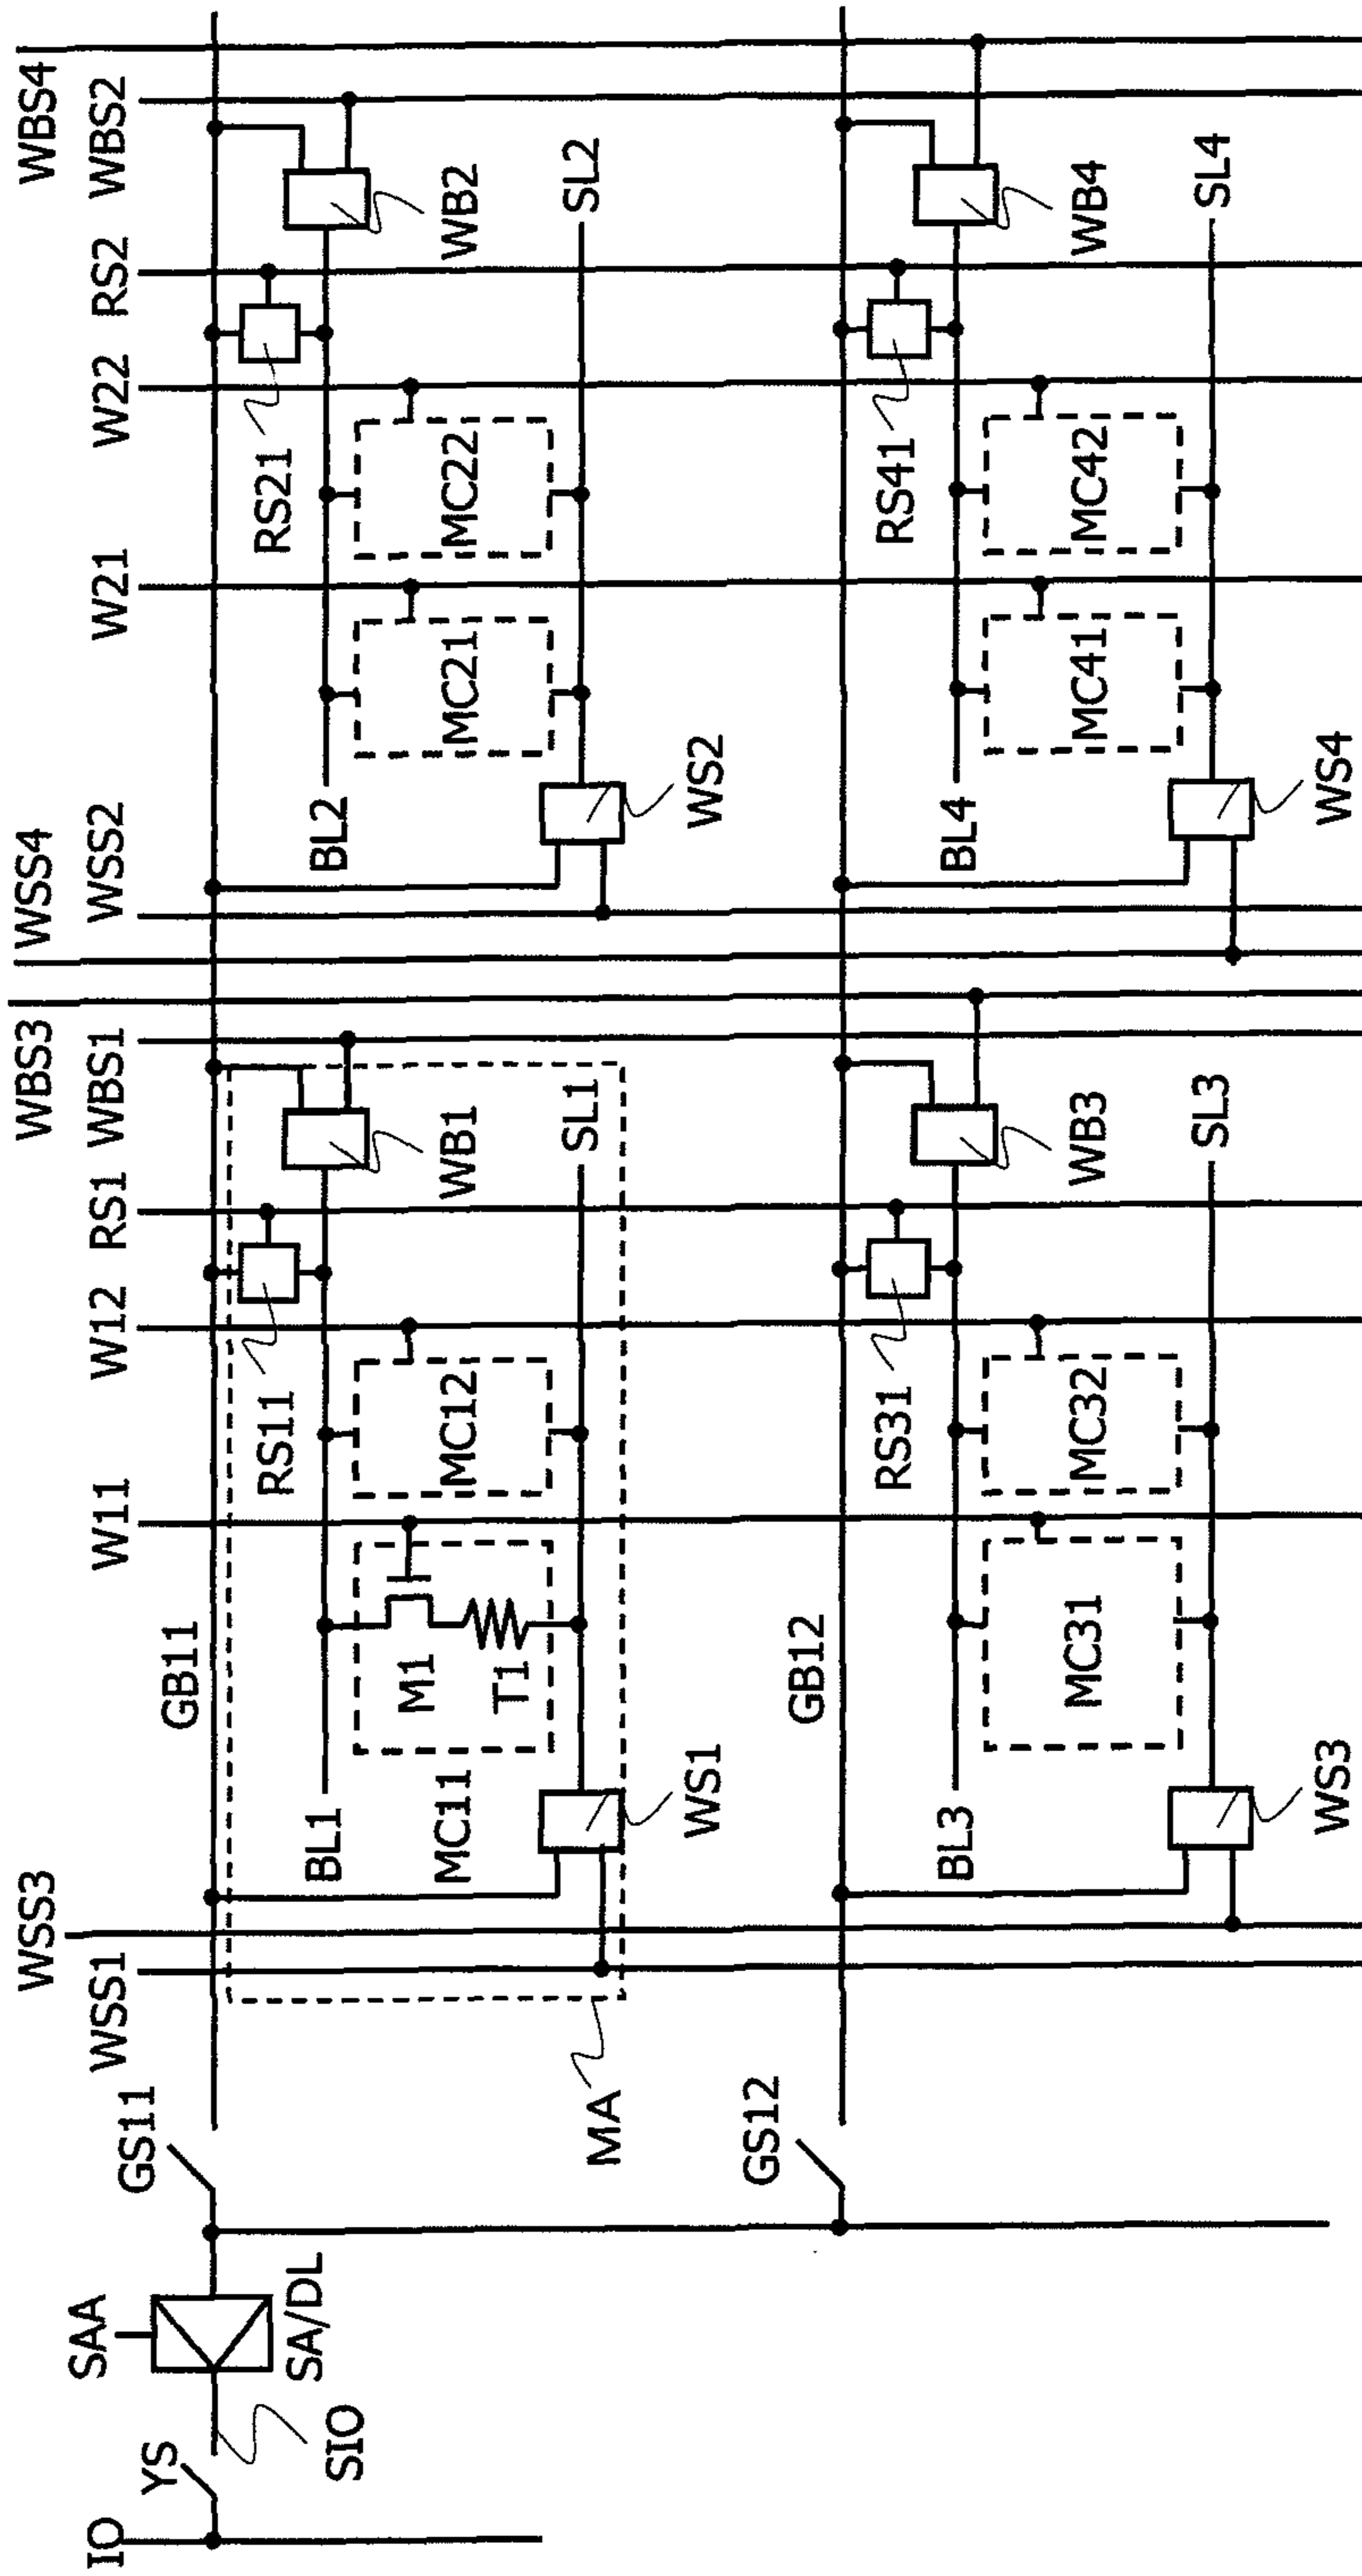 WSS3
WBS3
WSS4
WBS4
IO
YS
SIO
SAA
SA/DL
GS11
WSS1
W11
W12
RS1
WBS1
WSS2
W21
W22
RS2
WBS2
GB11
RS11
RS21
BL1
BL2
MC11
M1
T1
MC12
WB1
MC21
MC22
WB2
SL1
SL2
MA
WS1
WS2
GS12
GB12
RS31
RS41
BL3
BL4
MC31
MC32
WB3
MC41
MC42
WB4
SL3
SL4
WS3
WS4